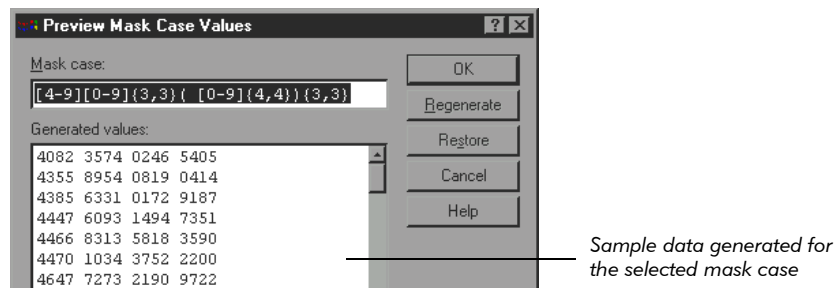 Preview Mask Case Values
Mask case:
OK
[4-9][0-9]{3,3}( [0-9]{4,4}){3,3}
Regenerate
Generated values:
Restore
4082 3574 0246 5405
4355 8954 0819 0414
Cancel
4385 6331 0172 9187
4447 6093 1494 7351
Help
4466 8313 5818 3590
4470 1034 3752 2200
4647 7273 2190 9722
Sample data generated for
the selected mask case